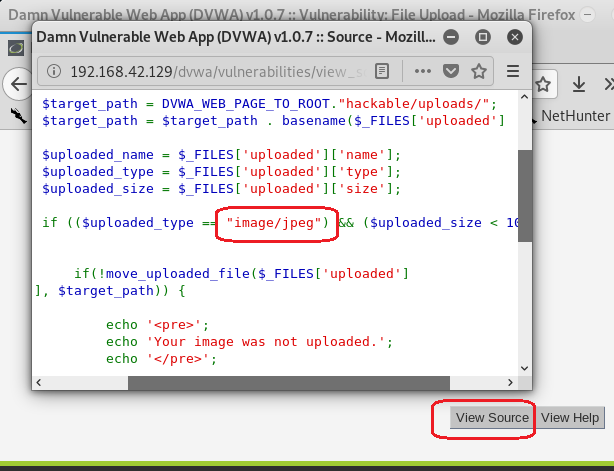 Damn Vulnerable Web App (DVWA) v1.0.7 :: Vulnerability: File Upload - Mozilla Firefox
Damn Vulnerable Web App (DVWA) v1.0.7 :: Source - Mozill...
192.168.42.129/dvwa/vulnerabilities/view_s
NetHunter
$target_path = DVWA_WEB_PAGE_TO_ROOT."hackable/uploads/";
$target_path = $target_path . basename($_FILES['uploaded']
$uploaded_name = $_FILES['uploaded']['name'];
$uploaded_type = $_FILES['uploaded']['type'];
$uploaded_size = $_FILES['uploaded']['size'];
if (($uploaded_type == "image/jpeg") && ($uploaded_size < 10
if(!move_uploaded_file($_FILES['uploaded']
], $target_path)) {
echo '<pre>';
echo 'Your image was not uploaded.';
echo '</pre>';
View Source
View Help